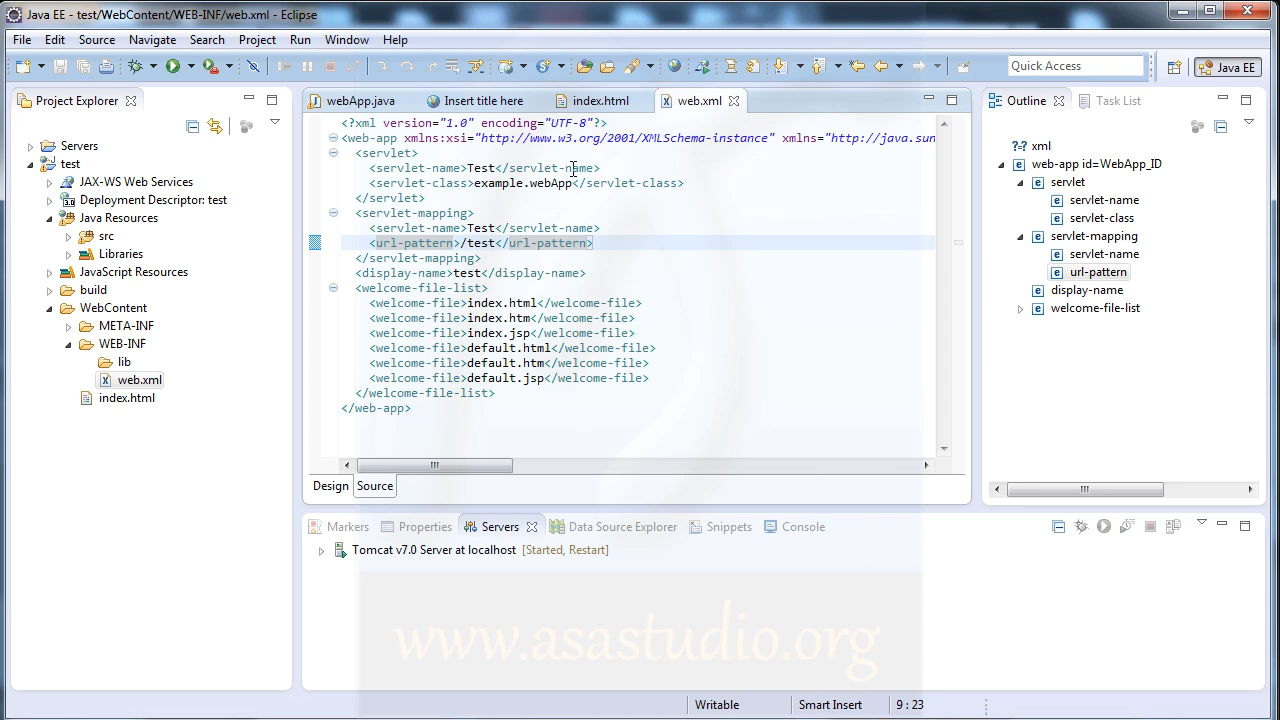 Java EE - test/WebContent/WEB-INF/web.xml - Eclipse
File Edit Source Navigate Search Project Run Window Help
Quick Access
Java EE
Project Explorer
Servers
test
JAX-WS Web Services
Deployment Descriptor: test
Java Resources
src
Libraries
JavaScript Resources
build
WebContent
META-INF
WEB-INF
lib
web.xml
index.html
webApp.java Insert title here index.html web.xml
<?xml version="1.0" encoding="UTF-8"?>
<web-app xmlns:xsi="http://www.w3.org/2001/XMLSchema-instance" xmlns="http://java.sun
<servlet>
<servlet-name>Test</servlet-name>
<servlet-class>example.webApp</servlet-class>
</servlet>
<servlet-mapping>
<servlet-name>Test</servlet-name>
<url-pattern>/test</url-pattern>
</servlet-mapping>
<display-name>test</display-name>
<welcome-file-list>
<welcome-file>index.html</welcome-file>
<welcome-file>index.htm</welcome-file>
<welcome-file>index.jsp</welcome-file>
<welcome-file>default.html</welcome-file>
<welcome-file>default.htm</welcome-file>
<welcome-file>default.jsp</welcome-file>
</welcome-file-list>
</web-app>
Design Source
Outline Task List
xml
web-app id=WebApp_ID
servlet
servlet-name
servlet-class
servlet-mapping
servlet-name
url-pattern
display-name
welcome-file-list
Markers Properties Servers Data Source Explorer Snippets Console
Tomcat v7.0 Server at localhost [Started, Restart]
www.asastudio.org
Writable Smart Insert 9 : 23